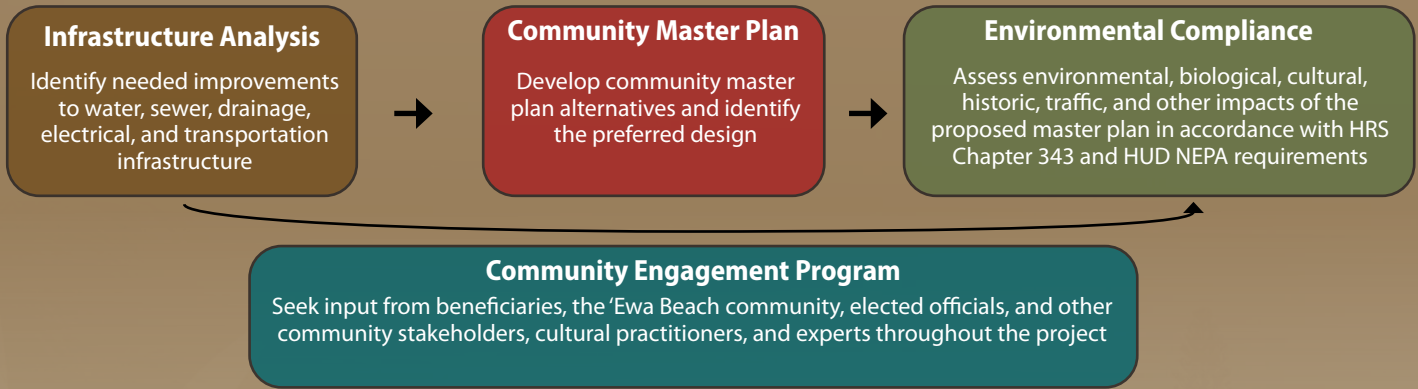 Infrastructure Analysis
Identify needed improvements
to water, sewer, drainage,
electrical, and transportation
infrastructure
Community Master Plan
Develop community master
plan alternatives and identify
the preferred design
Environmental Compliance
Assess environmental, biological, cultural,
historic, traffic, and other impacts of the
proposed master plan in accordance with HRS
Chapter 343 and HUD NEPA requirements
Community Engagement Program
Seek input from beneficiaries, the ‘Ewa Beach community, elected officials, and other
community stakeholders, cultural practitioners, and experts throughout the project